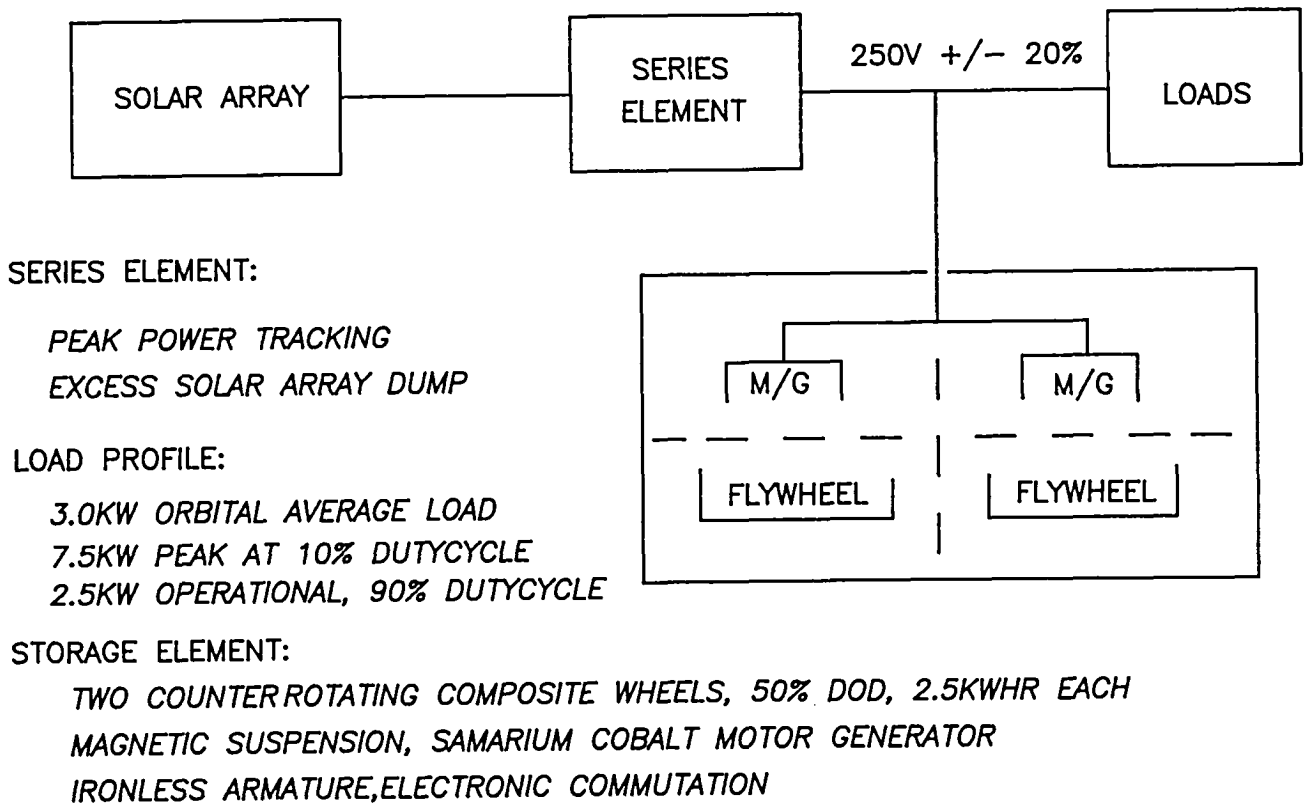 SOLAR ARRAY
SERIES
ELEMENT
250V +/- 20%
LOADS
M/G
M/G
FLYWHEEL
FLYWHEEL
SERIES ELEMENT:
PEAK POWER TRACKING
EXCESS SOLAR ARRAY DUMP
LOAD PROFILE:
3.0KW ORBITAL AVERAGE LOAD
7.5KW PEAK AT 10% DUTYCYCLE
2.5KW OPERATIONAL, 90% DUTYCYCLE
STORAGE ELEMENT:
TWO COUNTERROTATING COMPOSITE WHEELS, 50% DOD, 2.5KWHR EACH
MAGNETIC SUSPENSION, SAMARIUM COBALT MOTOR GENERATOR
IRONLESS ARMATURE,ELECTRONIC COMMUTATION